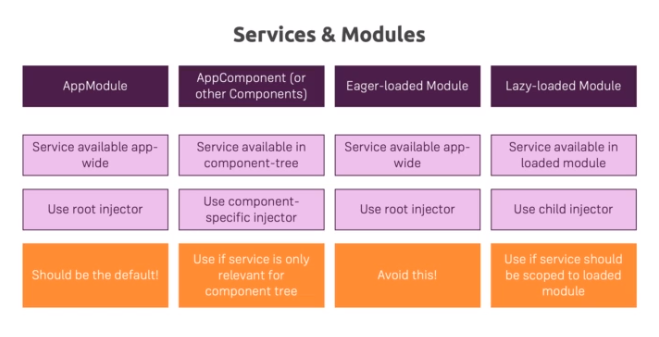 Services & Modules
AppModule
AppComponent (or
other Components)
Eager-loaded Module
Lazy-loaded Module
Service available app-
wide
Service available in
component-tree
Service available app-
wide
Service available in
loaded module
Use root injector
Use component-
specific injector
Use root injector
Use child injector
Should be the default!
Use if service is only
relevant for
component tree
Avoid this!
Use if service should
be scoped to loaded
module